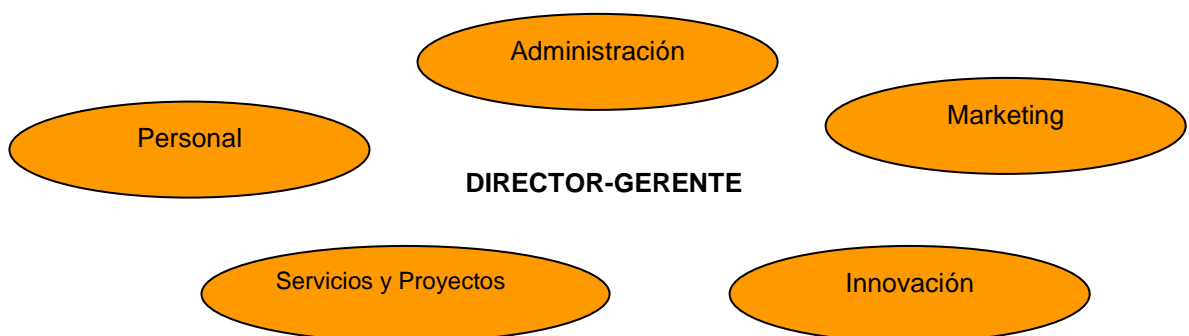 Administración
Marketing
Personal
DIRECTOR-GERENTE
Servicios y Proyectos
Innovación